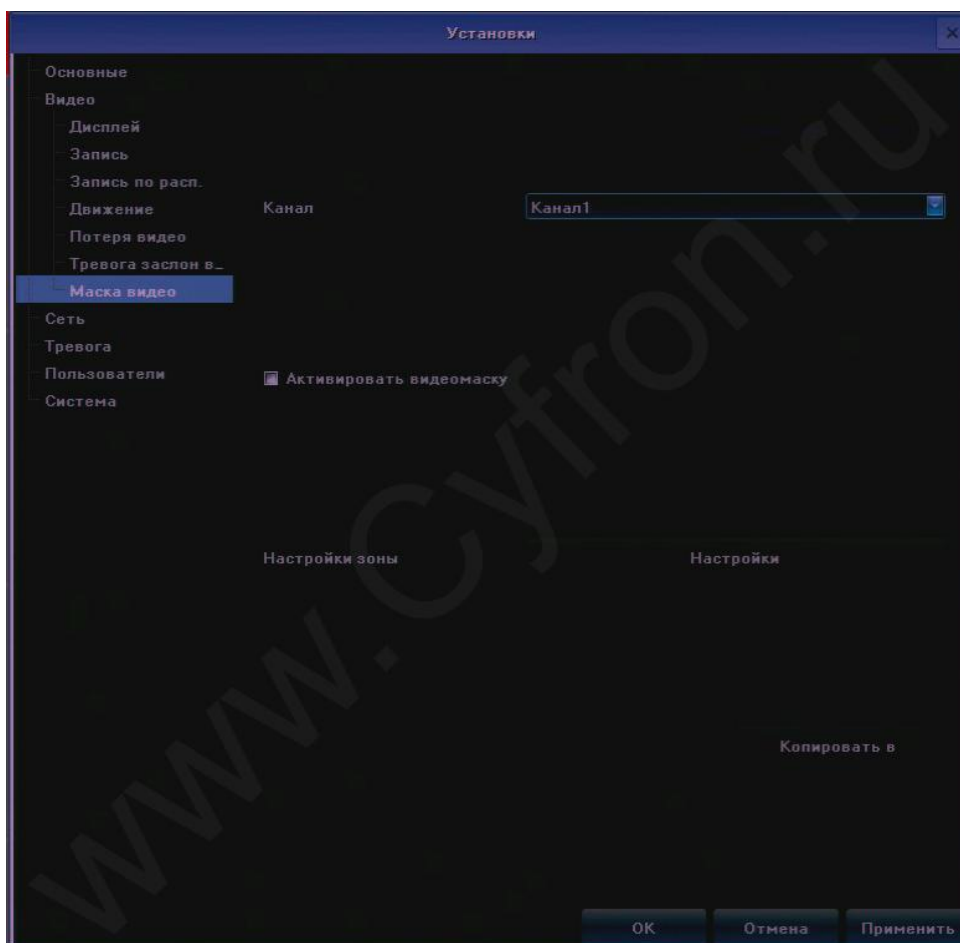 Установки
Основные
Видео
Дисплей
Запись
Запись по расп.
Движение
Потеря видео
Тревога заслон в_
Маска видео
Сеть
Тревога
Пользователи
Система
Канал
Канал1
Активировать видеомаску
Настройки зоны
Настройки
Копировать в
ОК
Отмена
Применить
www.Cyfron.ru